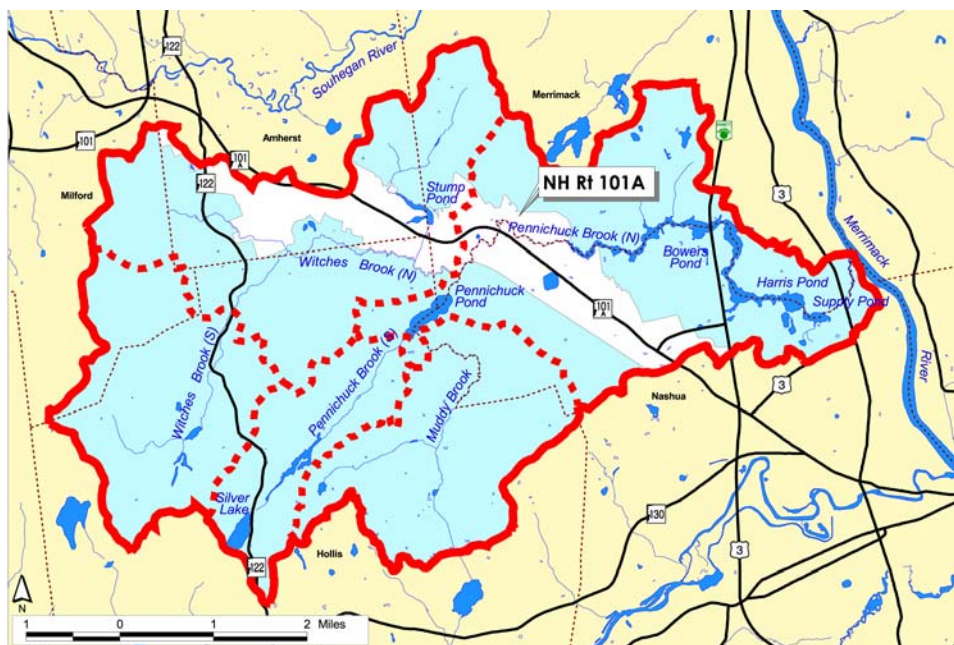 122
Souhegan River
101
Amherst
101
A
Merrimack
Milford
122
NH Rt 101A
3
Stump
Pond
Pennichuck Brook (N)
Merrimack
River
Witches Brook (N)
Bowers
Pond
Harris Pond
Supply Pond
Pennichuck
Pond
101
A
Witches Brook (S)
Pennichuck Brook (S)
Muddy Brook
3
Nashua
Silver
Lake
130
Hollis
122
3
N
1 0 1 2 Miles